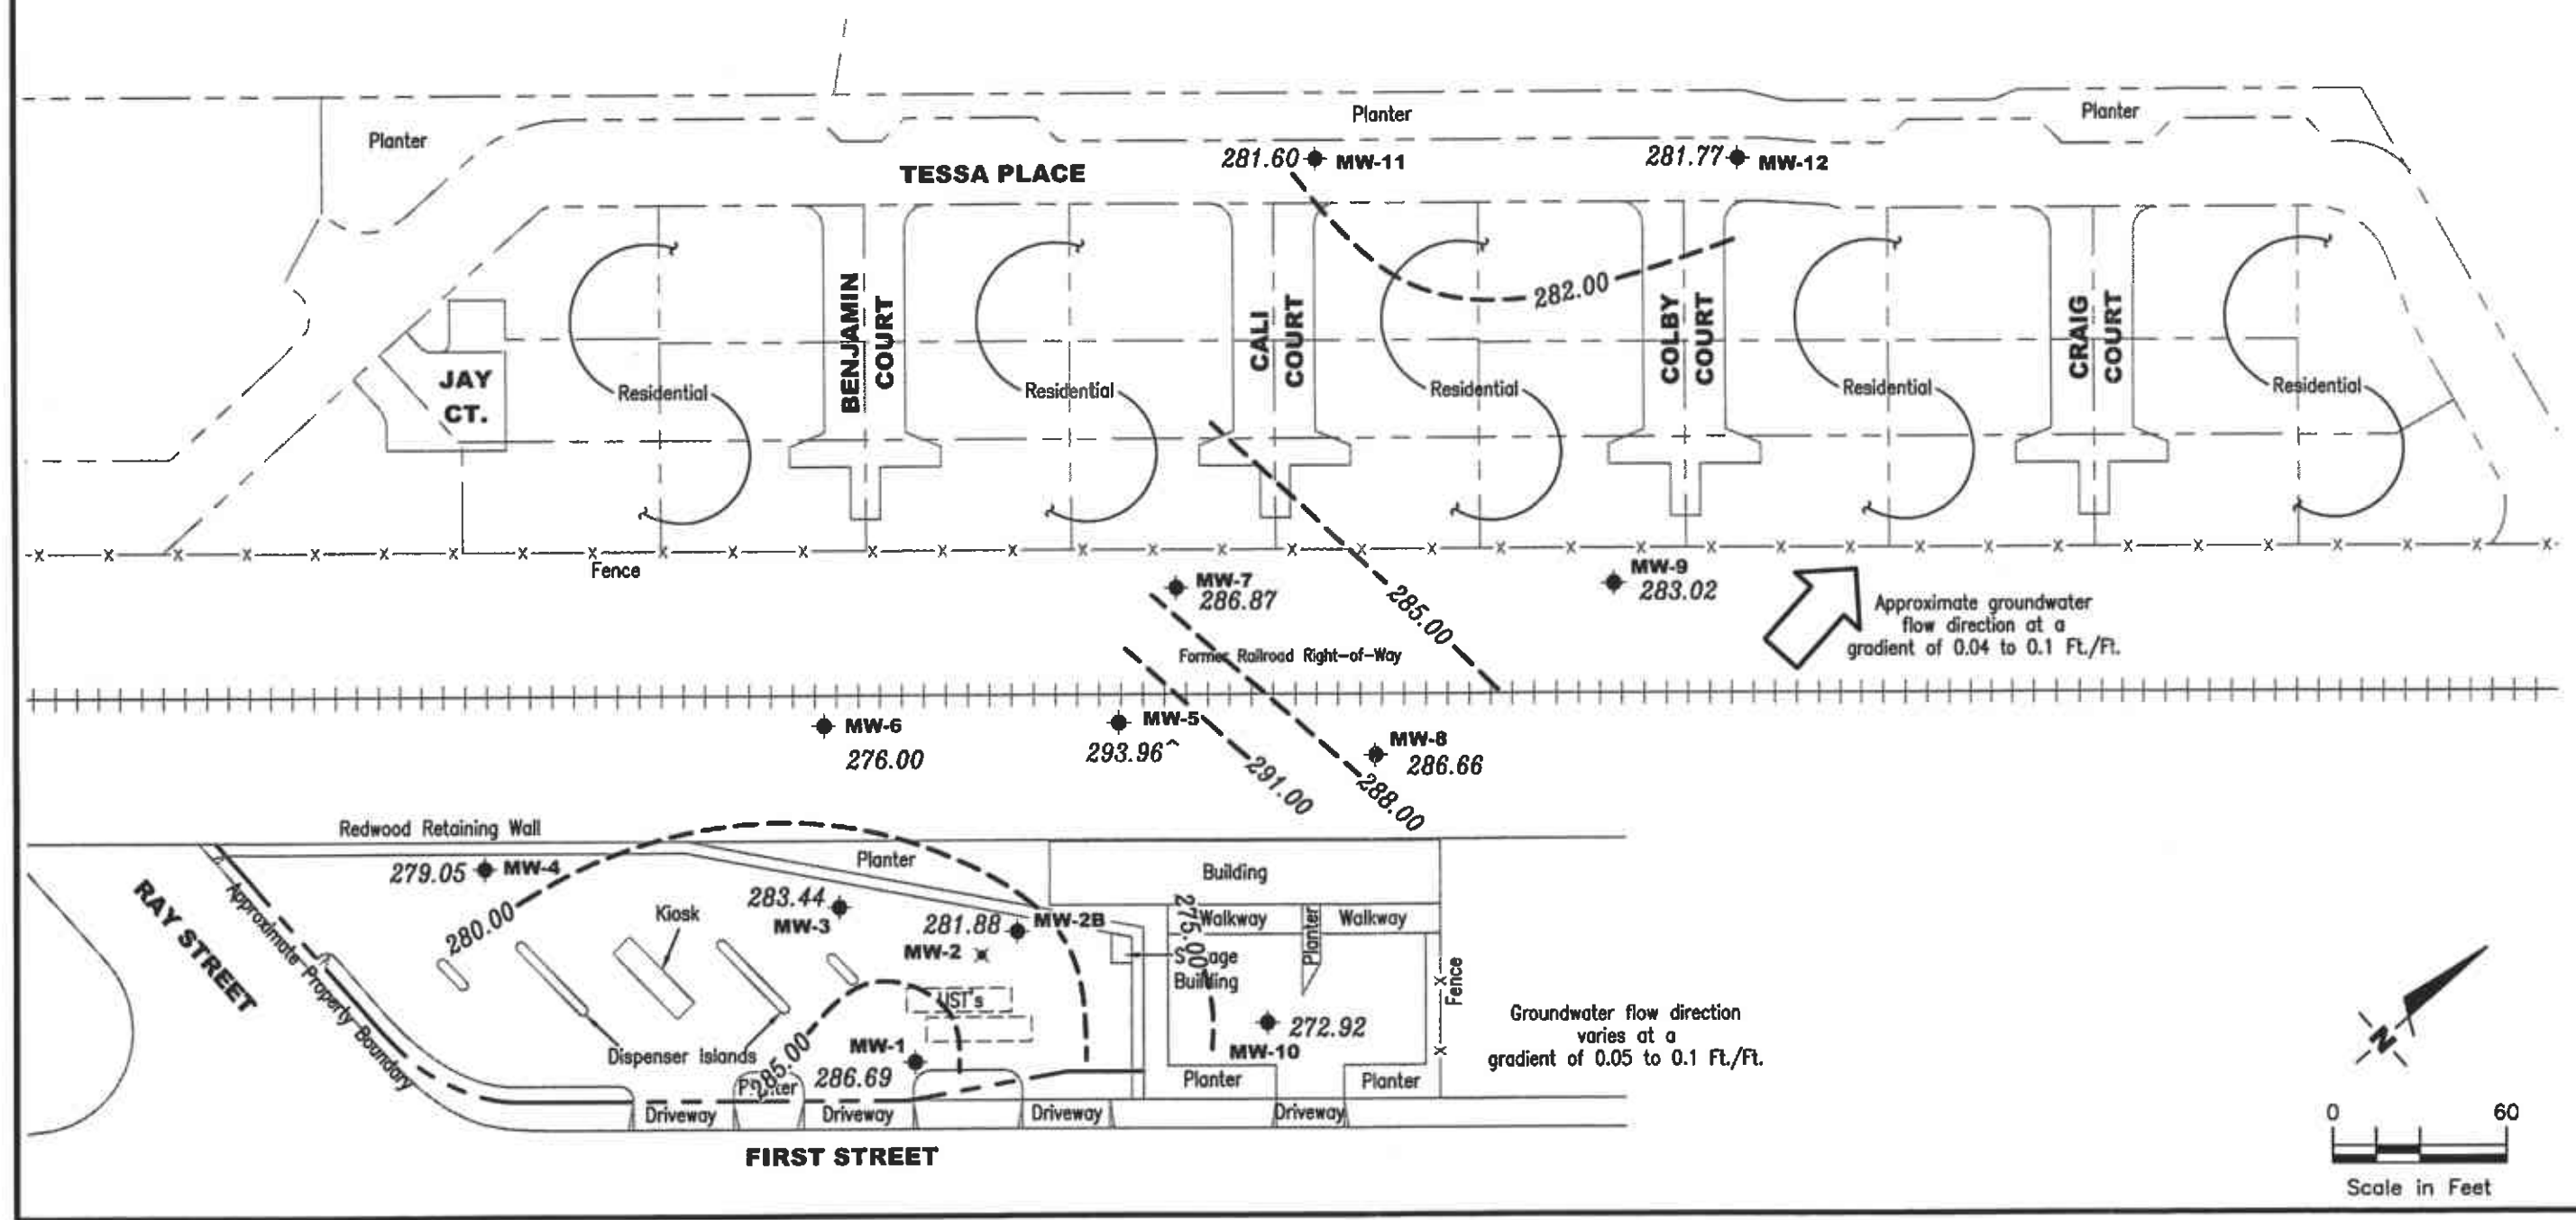 Planter
Planter
Planter
TESSA PLACE
281.60
MW-11
281.77
MW-12
282.00
BENJAMIN
COURT
CALI
COURT
COLBY
COURT
CRAIG
COURT
JAY
CT.
Residential
Residential
Residential
Residential
Residential
Fence
MW-7
286.87
285.00
MW-9
283.02
Approximate groundwater
flow direction at a
gradient of 0.04 to 0.1 Ft./Ft.
Former Railroad Right-of-Way
MW-6
276.00
MW-5
293.96^
MW-8
286.66
291.00
288.00
Redwood Retaining Wall
279.05
MW-4
Planter
Building
RAY STREET
Approximate Property Boundary
280.00
Kiosk
283.44
MW-3
281.88
MW-2B
MW-2
275.00
Walkway
Planter
Walkway
Building
UST's
Fence
Dispenser Islands
285.00
MW-1
286.69
272.92
MW-10
Groundwater flow direction
varies at a
gradient of 0.05 to 0.1 Ft./Ft.
Planter
Planter
Driveway
Driveway
Driveway
Driveway
FIRST STREET
N
0 60
Scale in Feet